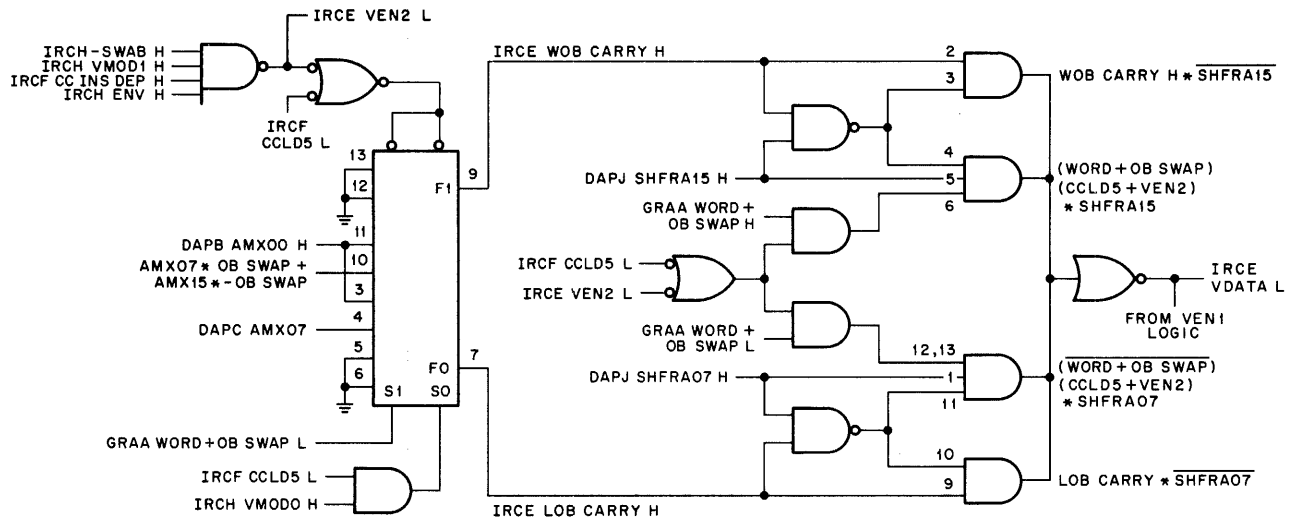 IRCE VEN2 L
IRCH-SWAB H
IRCH VMOD1 H
IRCF CC INS DEP H
IRCH ENV H
IRCF
CCLD5 L
13
12
11
10
3
4
5
6
9
F1
7
F0
S1
S0
DAPB AMX00 H
AMX07* OB SWAP +
AMX15*-OB SWAP
DAPC AMX07
GRAA WORD+OB SWAP L
IRCF CCLD5 L
IRCH VMOD0 H
IRCE WOB CARRY H
DAPJ SHFRA15 H
GRAA WORD+
OB SWAP H
IRCF CCLD5 L
IRCE VEN2 L
GRAA WORD +
OB SWAP L
DAPJ SHFRA07 H
IRCE LOB CARRY H
2
3
4
5
6
12,13
1
11
10
9
WOB CARRY H * SHFRA15
(WORD+OB SWAP)
(CCLD5+VEN2)
* SHFRA15
IRCE
VDATA L
FROM VEN1
LOGIC
(WORD+OB SWAP)
(CCLD5+VEN2)
* SHFRA07
LOB CARRY * SHFRA07